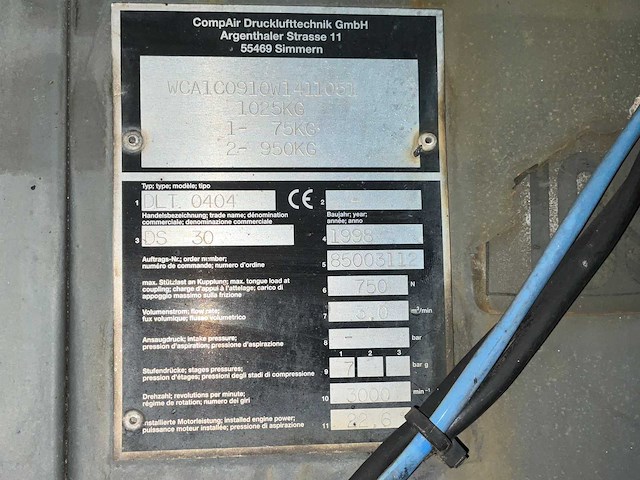 CompAir Drucklufttechnik GmbH
Argenthaler Strasse 11
55469 Simmern
1025KG
1- 75KG
2- 950KG
Typ; type; modèle; tipo
1 DLT 0404 CE 2 -
Handelsbezeichnung; trade name; dénomination
commerciale; denominazione commerciale
Baujahr; year;
année; anno
3 DS 30 4 1998
Auftrags-Nr.; order number;
numéro de commande; numero d'ordine
5 85003112
max. Stützlast an Kupplung; max. tongue load at
coupling; charge d'appui à l'attelage; carico di
appoggio massimo sulla frizione
6 750 N
Volumenstrom; flow rate;
fux volumique; flusso volumetrico
7 3,0 m³/min
Ansaugdruck; intake pressure;
pression d'aspiration; pressione d'aspirazione
8 - bar
1 2 3
Stufendrücke; stages pressures
pression d'étages; pressioni degli stadi di compressione
9 7 bar g
Drehzahl; revolutions per minute;
régime de rotation; numero dei giri
10 3000 min⁻¹
installierte Motorleistung; installed engine power;
puissance moteur installée; pressione di aspirazione
11